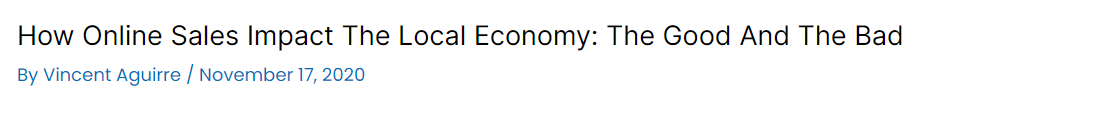 How Online Sales Impact The Local Economy: The Good And The Bad
By Vincent Aguirre / November 17, 2020